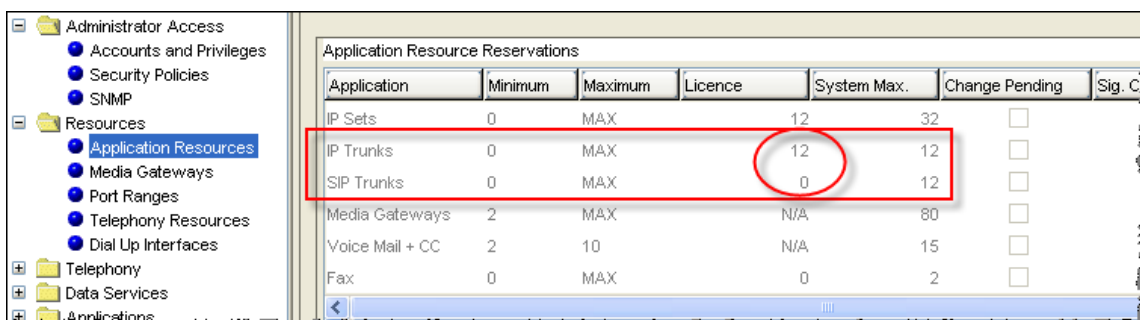 Administrator Access
Accounts and Privileges
Security Policies
SNMP
Resources
Application Resources
Media Gateways
Port Ranges
Telephony Resources
Dial Up Interfaces
Telephony
Data Services
Applications
Application Resource Reservations
Application Minimum Maximum Licence System Max. Change Pending Sig. C
IP Sets 0 MAX 12 32
IP Trunks 0 MAX 12 12
SIP Trunks 0 MAX 0 12
Media Gateways 2 MAX N/A 80
Voice Mail + CC 2 10 N/A 15
Fax 0 MAX 0 2